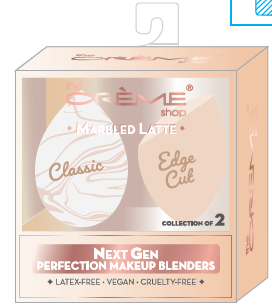 the
CRÈME®
shop
• MARBLED LATTE •
Classic
Edge
Cut
COLLECTION OF 2
NEXT GEN
PERFECTION MAKEUP BLENDERS
✦ LATEX-FREE • VEGAN • CRUELTY-FREE ✦